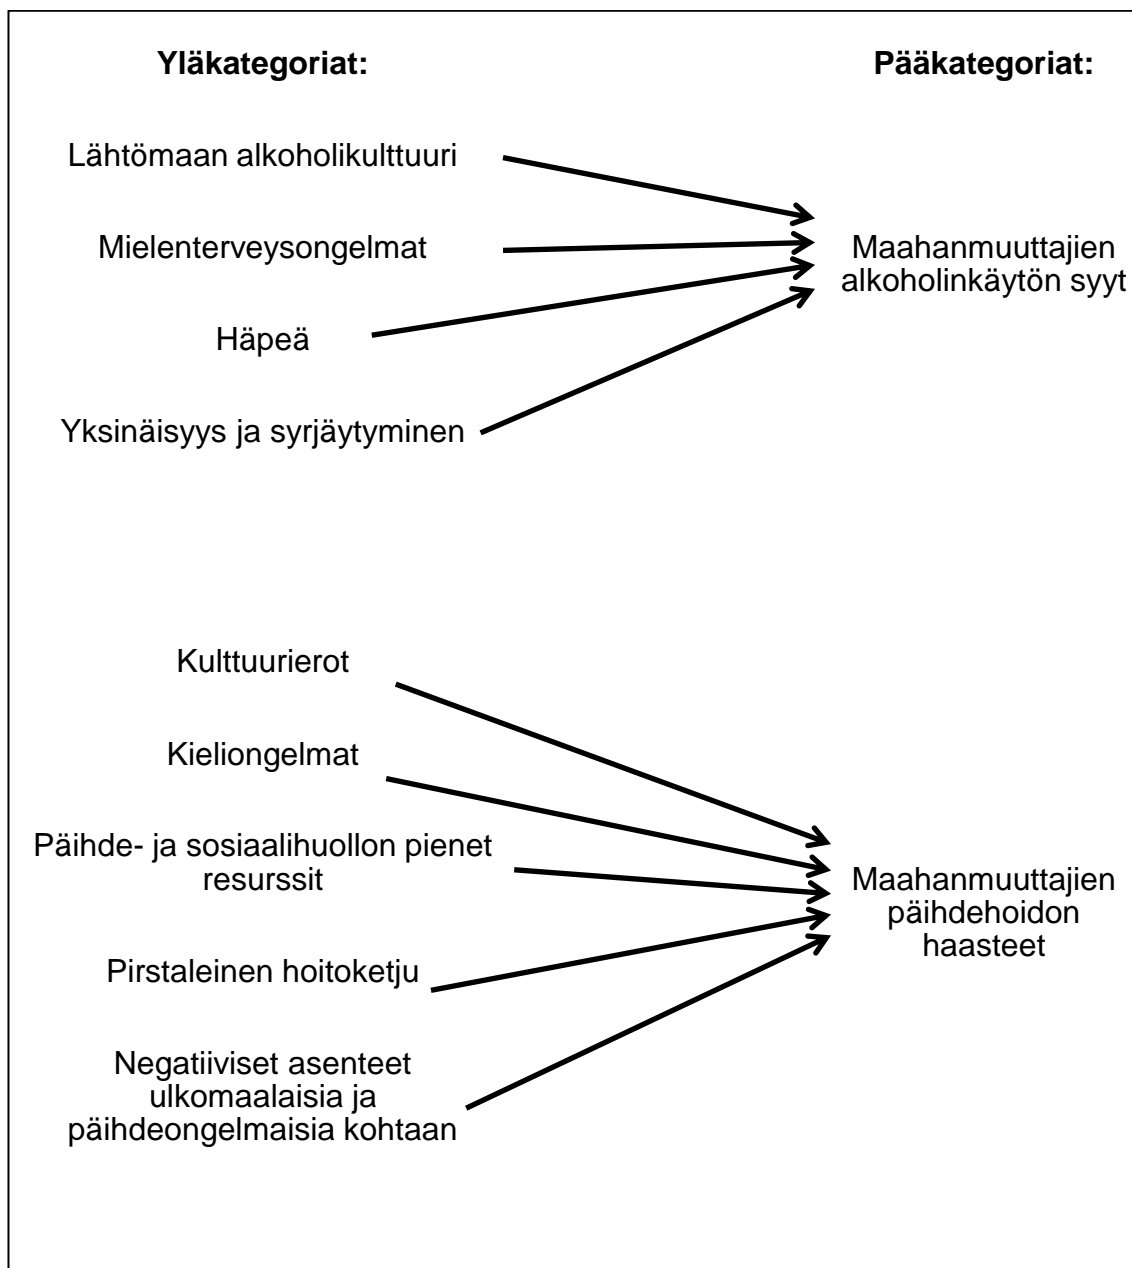 Yläkategoriat:
Pääkategoriat:
Lähtömaan alkoholikulttuuri
Mielenterveysongelmat
Häpeä
Yksinäisyys ja syrjäytyminen
Maahanmuuttajien
alkoholinkäytön syyt
Kulttuurierot
Kieliongelmat
Päihde- ja sosiaalihuollon pienet
resurssit
Pirstaleinen hoitoketju
Negatiiviset asenteet
ulkomaalaisia ja
päihdeongelmaisia kohtaan
Maahanmuuttajien
päihdehoidon
haasteet